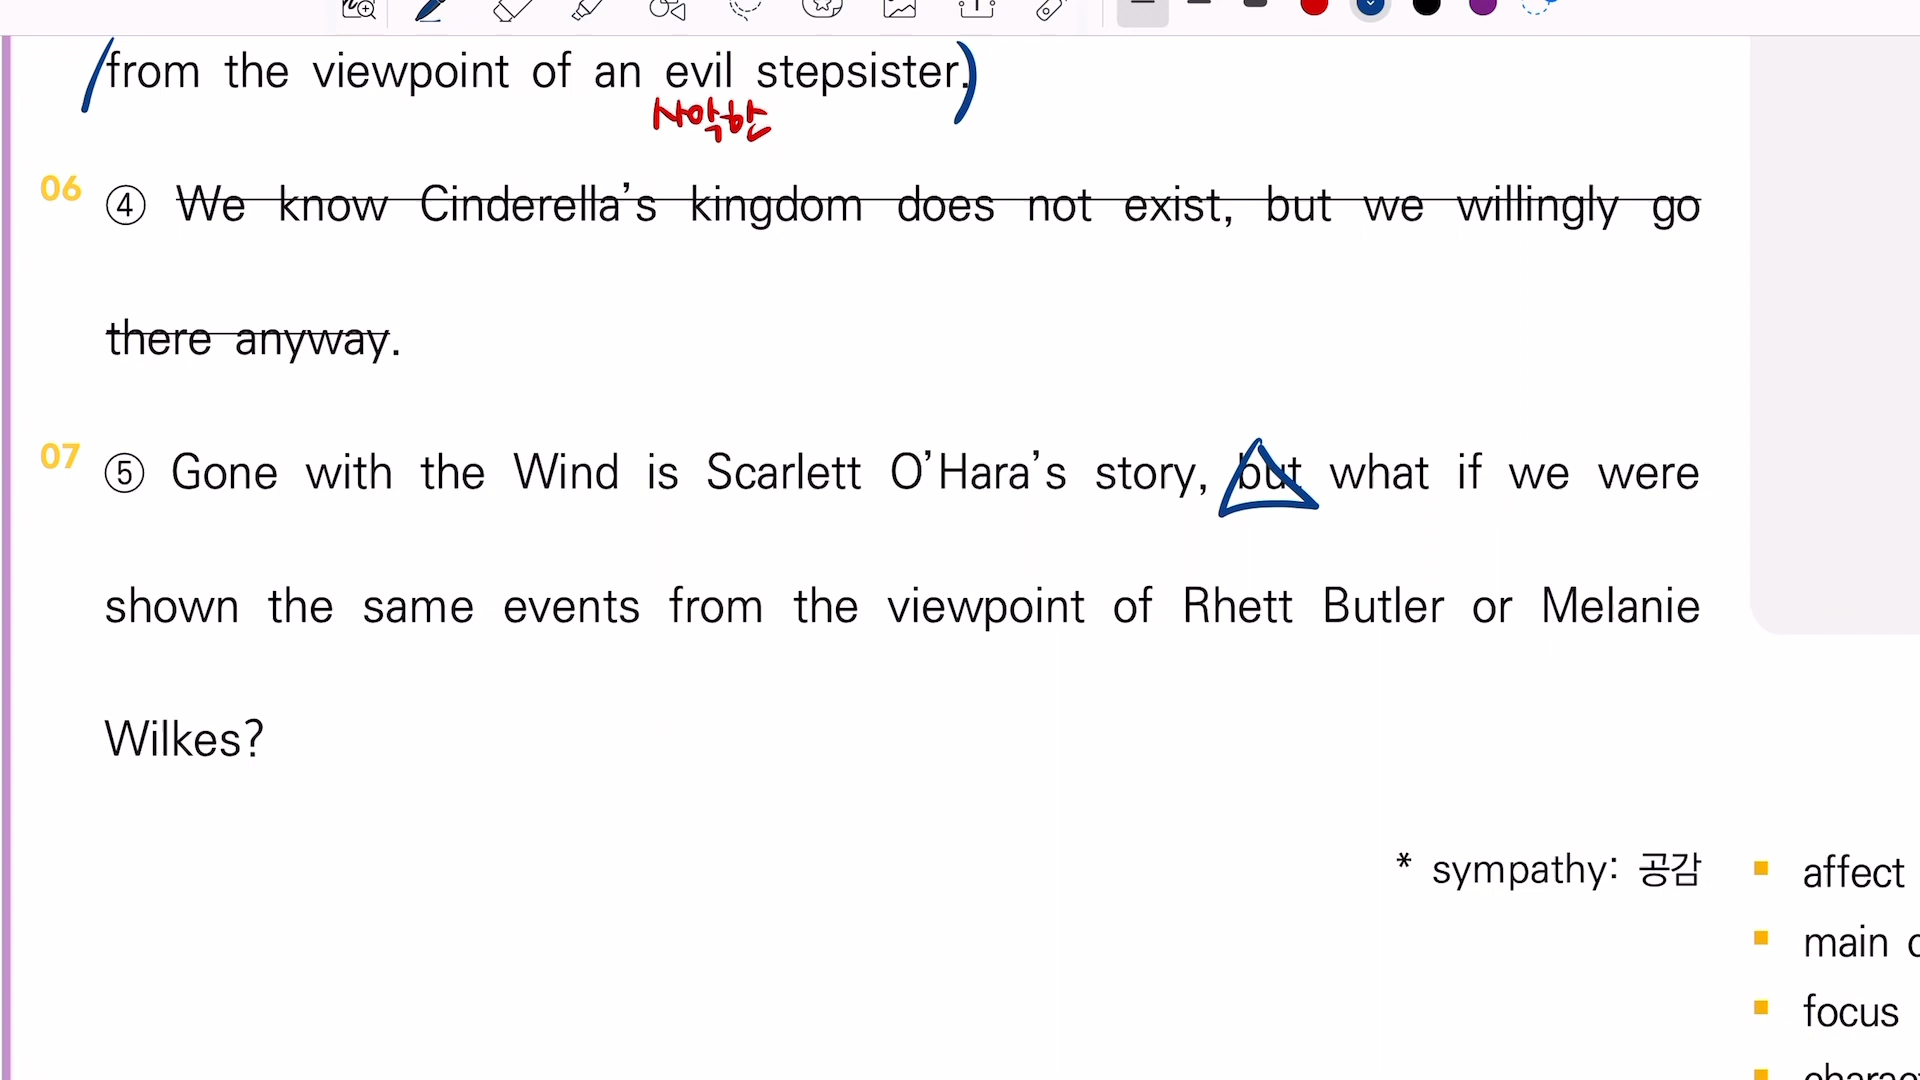 from the viewpoint of an evil stepsister.
사악한
06 ④ We know Cinderella's kingdom does not exist, but we willingly go
there anyway.
07 ⑤ Gone with the Wind is Scarlett O'Hara's story, but what if we were
shown the same events from the viewpoint of Rhett Butler or Melanie
Wilkes?
* sympathy: 공감
affect
main
focus